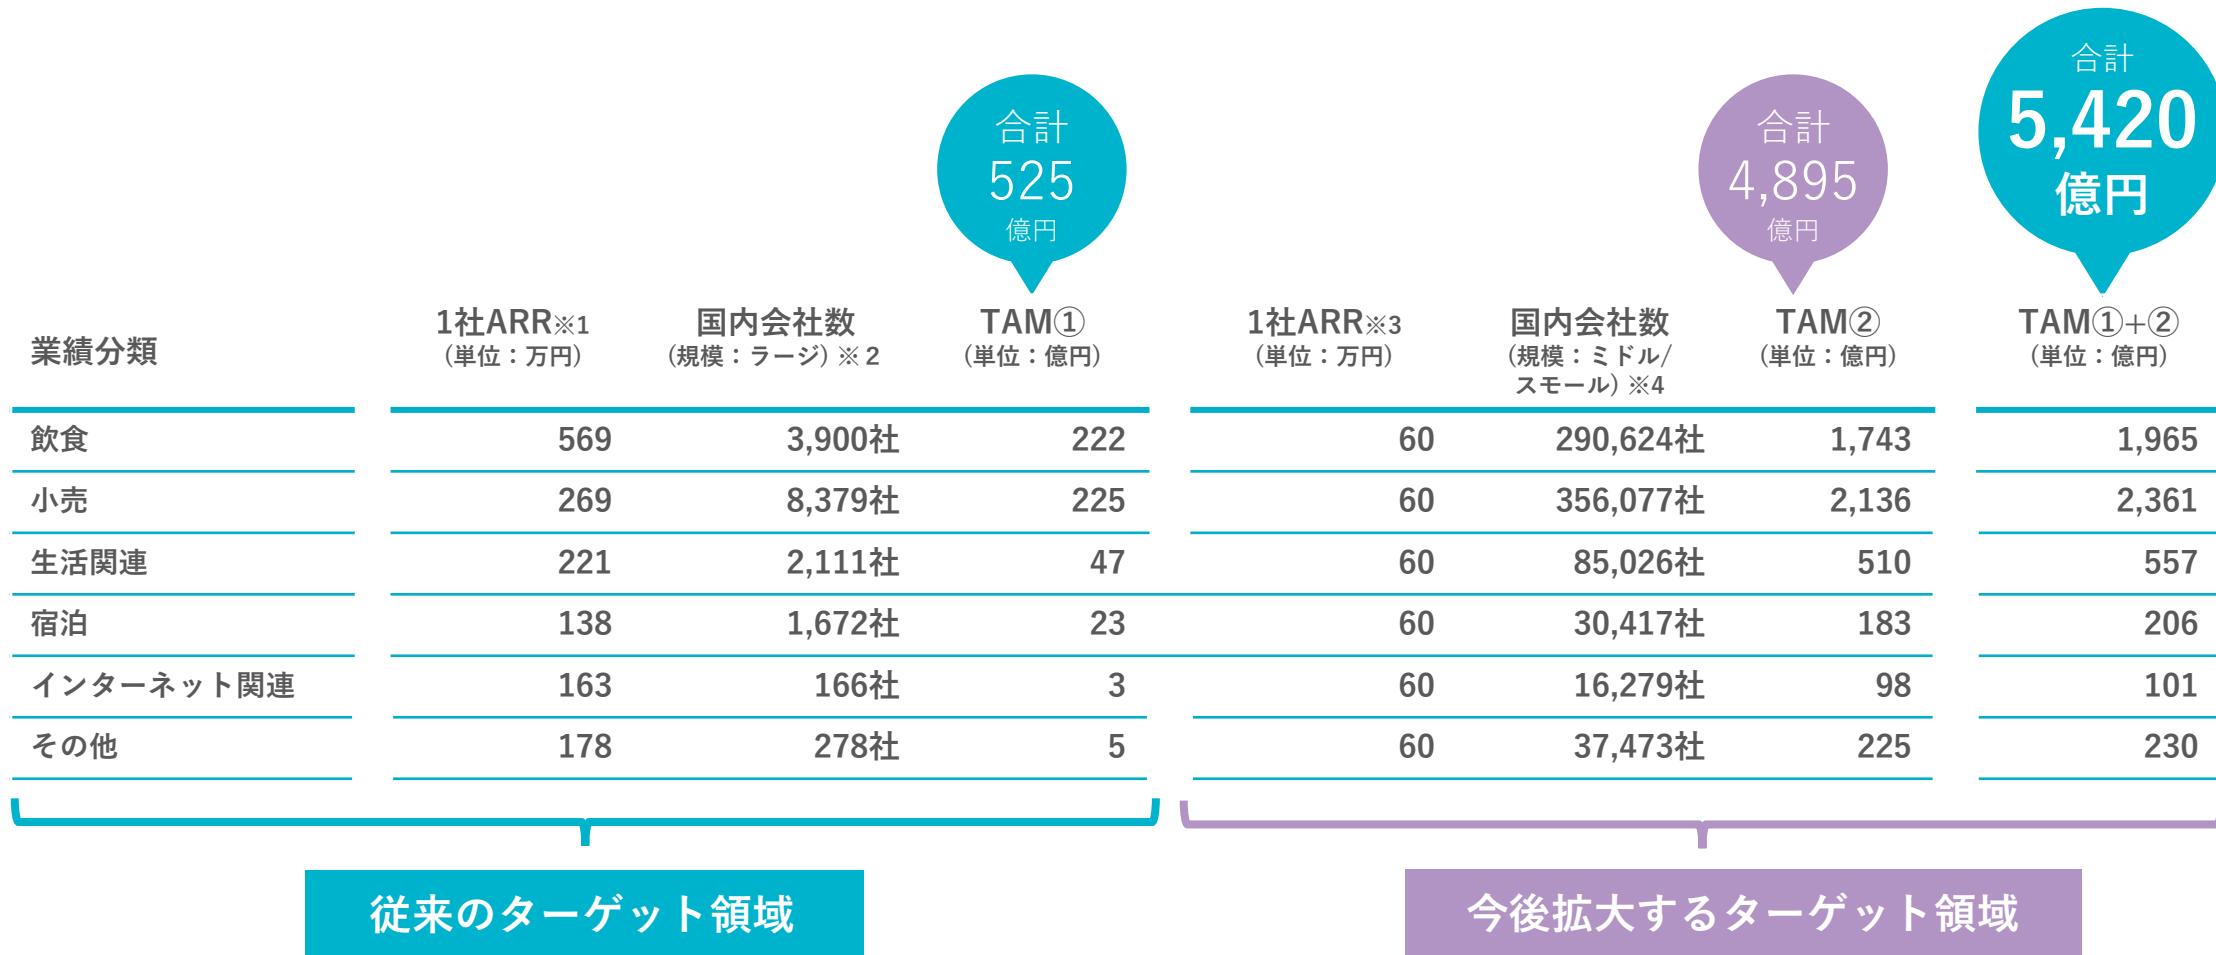 合計
525
億円
合計
4,895
億円
合計
5,420
億円
業績分類
1社ARR※1
(単位：万円)
国内会社数
(規模：ラージ) ※２
TAM①
(単位：億円)
1社ARR※3
(単位：万円)
国内会社数
(規模：ミドル/
スモール) ※4
TAM②
(単位：億円)
TAM①+②
(単位：億円)
飲食 569 3,900社 222 60 290,624社 1,743 1,965
小売 269 8,379社 225 60 356,077社 2,136 2,361
生活関連 221 2,111社 47 60 85,026社 510 557
宿泊 138 1,672社 23 60 30,417社 183 206
インターネット関連 163 166社 3 60 16,279社 98 101
その他 178 278社 5 60 37,473社 225 230
従来のターゲット領域
今後拡大するターゲット領域